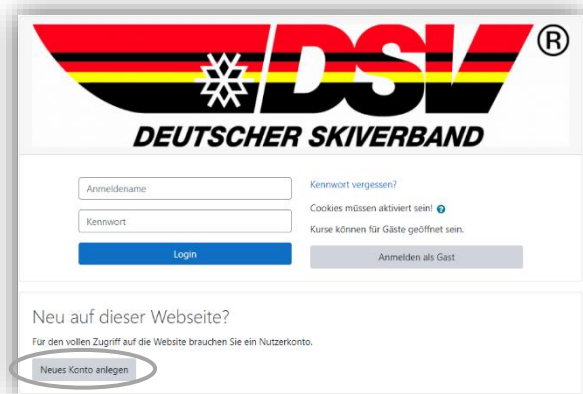 DSV ®
DEUTSCHER SKIVERBAND
Anmeldename
Kennwort
Login
Kennwort vergessen?
Cookies müssen aktiviert sein! ?
Kurse können für Gäste geöffnet sein.
Anmelden als Gast
Neu auf dieser Webseite?
Für den vollen Zugriff auf die Website brauchen Sie ein Nutzerkonto.
Neues Konto anlegen